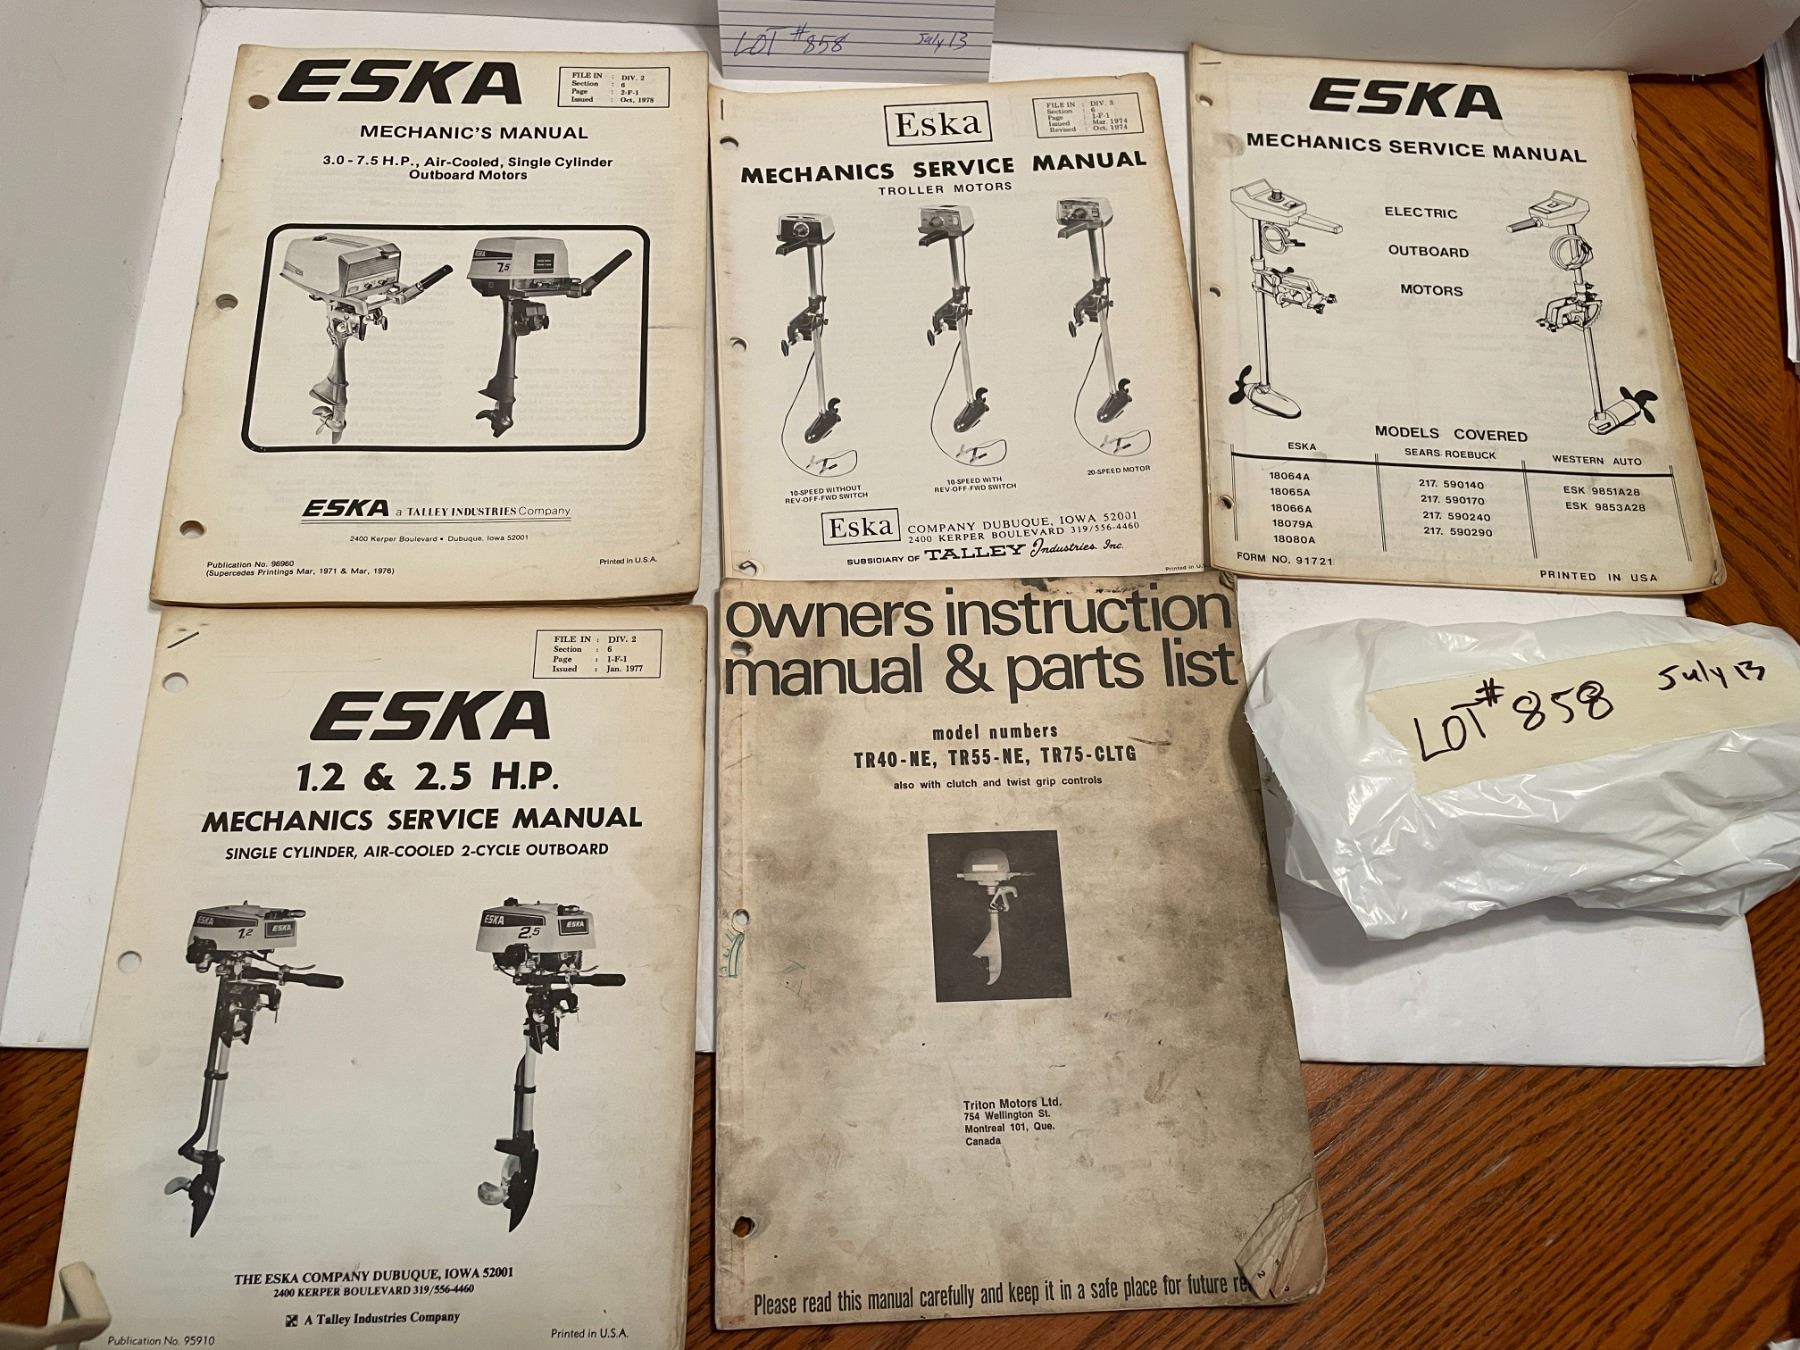 LOT #858 July 13
ESKA
FILE IN : DIV. 2
Section : 6
Page : 2-F-1
Issued : Oct, 1978
MECHANIC'S MANUAL
3.0 - 7.5 H.P., Air-Cooled, Single Cylinder
Outboard Motors
ESKA
7.5
ESKA a TALLEY INDUSTRIES Company
2400 Kerper Boulevard • Dubuque, Iowa 52001
Publication No. 96960
(Supercedes Printings Mar, 1971 & Mar, 1976)
Printed in U.S.A.
Eska
FILE IN : DIV. 3
Section : 6
Page : 1-F-1
Issued : Mar. 1974
Revised : Oct. 1974
MECHANICS SERVICE MANUAL
TROLLER MOTORS
10-SPEED WITHOUT
REV-OFF-FWD SWITCH
10-SPEED WITH
REV-OFF-FWD SWITCH
20-SPEED MOTOR
Eska COMPANY DUBUQUE, IOWA 52001
2400 KERPER BOULEVARD 319/556-4460
SUBSIDIARY OF TALLEY Industries, Inc.
Printed in U.S
ESKA
MECHANICS SERVICE MANUAL
ELECTRIC
OUTBOARD
MOTORS
MODELS COVERED
ESKA SEARS ROEBUCK WESTERN AUTO
18064A 217. 590140 ESK 9851A28
18065A 217. 590170 ESK 9853A28
18066A 217. 590240
18079A 217. 590290
18080A
FORM NO. 91721
PRINTED IN USA
FILE IN : DIV. 2
Section : 6
Page : 1-F-1
Issued : Jan. 1977
ESKA
1.2 & 2.5 H.P.
MECHANICS SERVICE MANUAL
SINGLE CYLINDER, AIR-COOLED 2-CYCLE OUTBOARD
ESKA 1.2 ESKA
ESKA 2.5 ESKA
THE ESKA COMPANY DUBUQUE, IOWA 52001
2400 KERPER BOULEVARD 319/556-4460
A Talley Industries Company
Publication No. 95910
Printed in U.S.A.
owners instruction
manual & parts list
model numbers
TR40-NE, TR55-NE, TR75-CLTG
also with clutch and twist grip controls
Triton Motors Ltd.
754 Wellington St.
Montreal 101, Que.
Canada
Please read this manual carefully and keep it in a safe place for future re
LOT #858 July 13